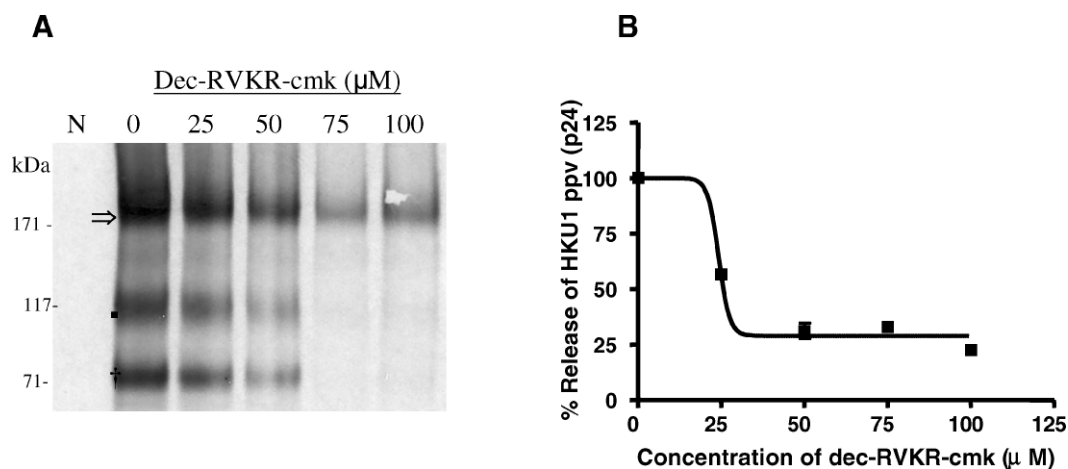 A
Dec-RVKR-cmk (μM)
N 0 25 50 75 100
kDa
⇒
171 -
117-
71-
B
% Release of HKU1 ppv (p24)
125
100
75
50
25
0
0 25 50 75 100 125
Concentration of dec-RVKR-cmk (μ M)